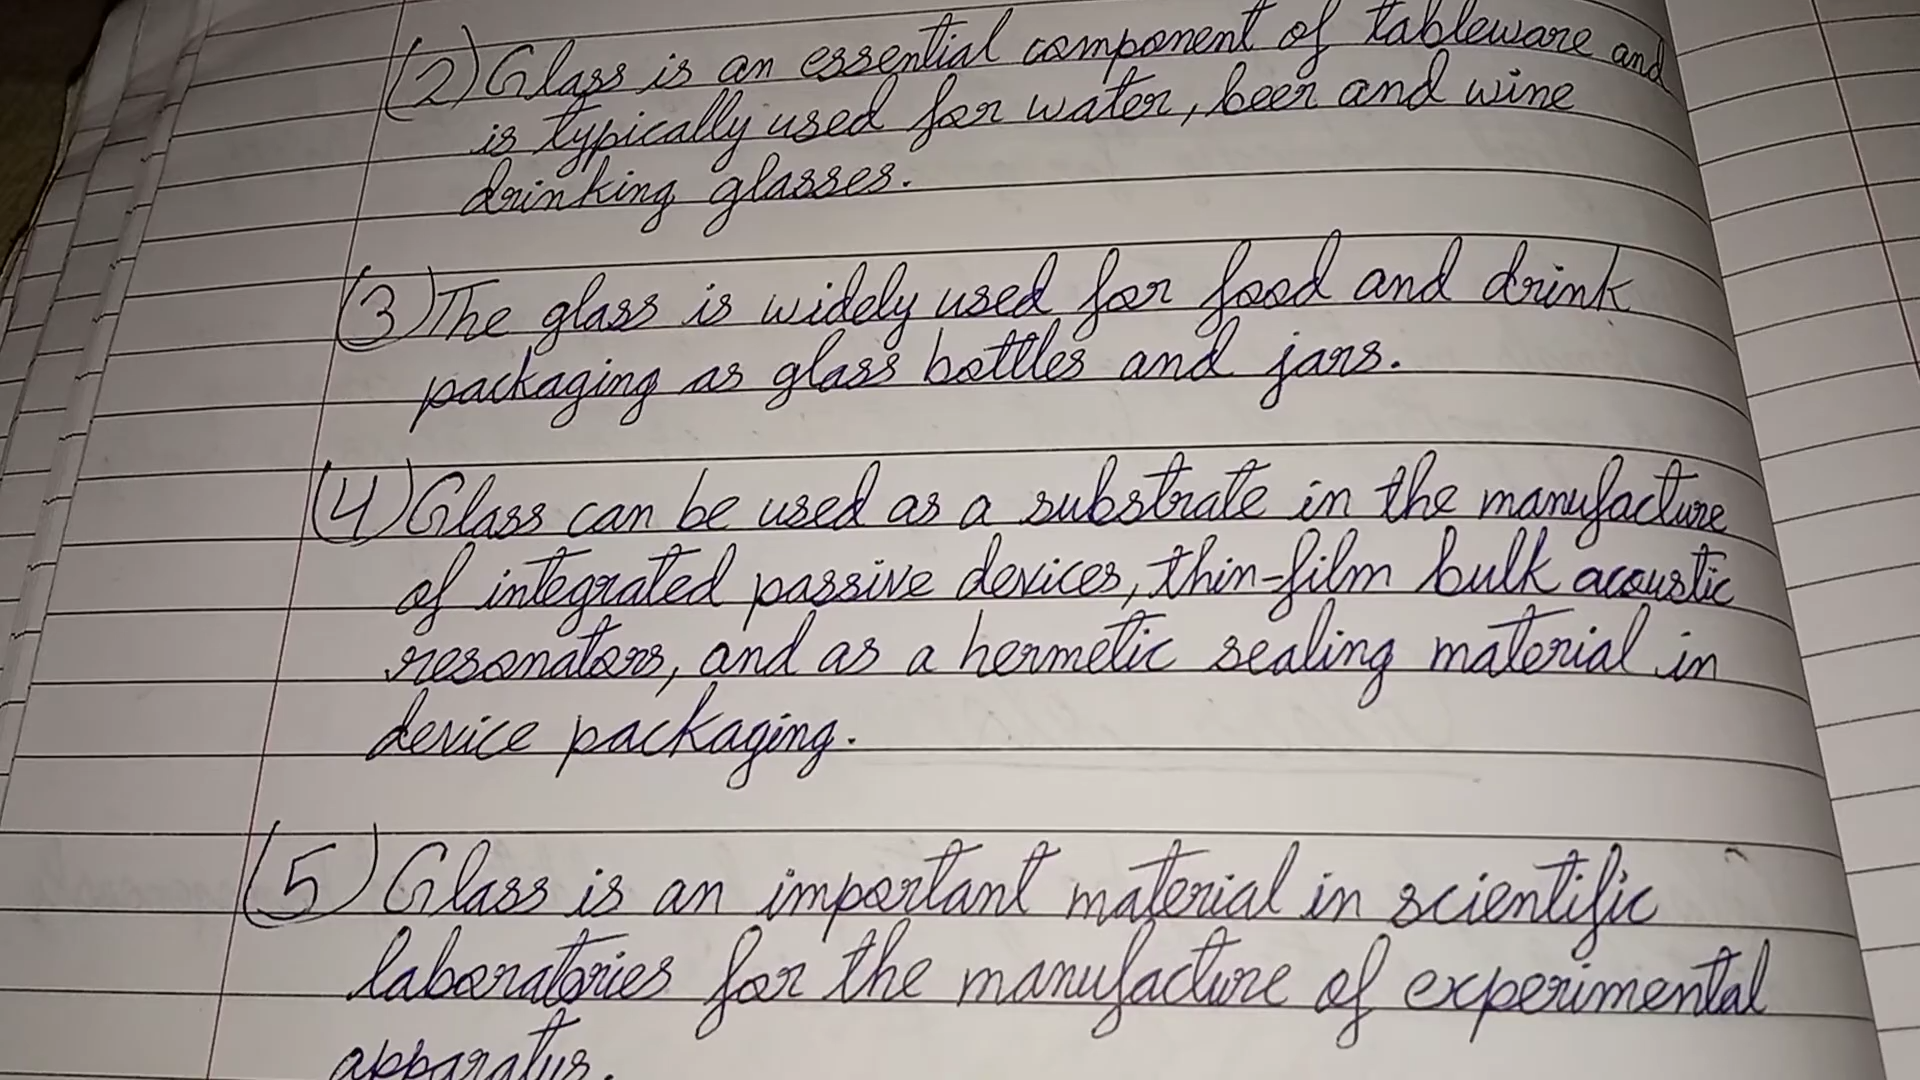 (2) Glass is an essential component of tableware and
is typically used for water, beer and wine
drinking glasses.
(3) The glass is widely used for food and drink
packaging as glass bottles and jars.
(4) Glass can be used as a substrate in the manufacture
of integrated passive devices, thin-film bulk acoustic
resonators, and as a hermetic sealing material in
device packaging.
(5) Glass is an important material in scientific
laboratories for the manufacture of experimental
apparatus.